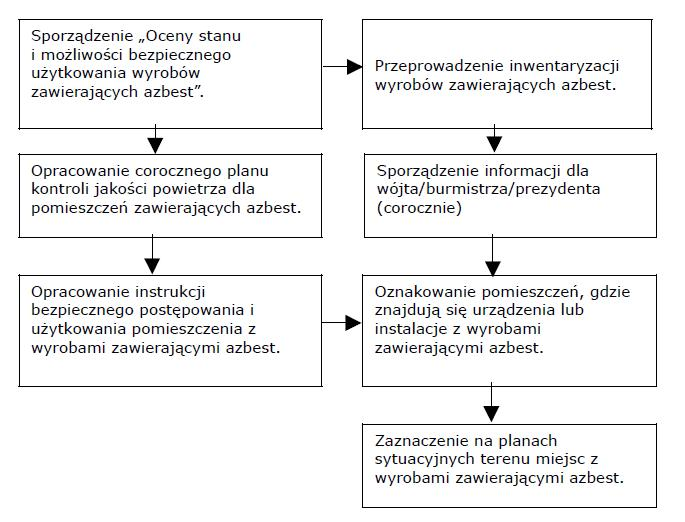 Sporządzenie „Oceny stanu
i możliwości bezpiecznego
użytkowania wyrobów
zawierających azbest”.
Przeprowadzenie inwentaryzacji
wyrobów zawierających azbest.
Opracowanie corocznego planu
kontroli jakości powietrza dla
pomieszczeń zawierających azbest.
Sporządzenie informacji dla
wójta/burmistrza/prezydenta
(corocznie)
Opracowanie instrukcji
bezpiecznego postępowania i
użytkowania pomieszczenia z
wyrobami zawierającymi azbest.
Oznakowanie pomieszczeń, gdzie
znajdują się urządzenia lub
instalacje z wyrobami
zawierającymi azbest.
Zaznaczenie na planach
sytuacyjnych terenu miejsc z
wyrobami zawierającymi azbest.